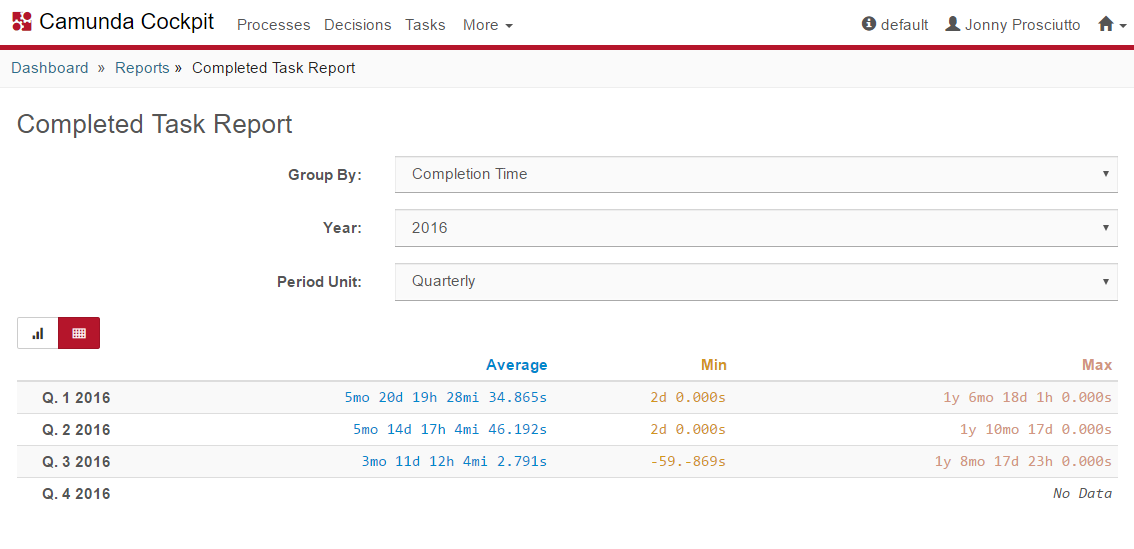 Camunda Cockpit Processes Decisions Tasks More default Jonny Prosciutto
Dashboard » Reports » Completed Task Report
Completed Task Report
Group By: Completion Time
Year: 2016
Period Unit: Quarterly
Average Min Max
Q. 1 2016 5mo 20d 19h 28mi 34.865s 2d 0.000s 1y 6mo 18d 1h 0.000s
Q. 2 2016 5mo 14d 17h 4mi 46.192s 2d 0.000s 1y 10mo 17d 0.000s
Q. 3 2016 3mo 11d 12h 4mi 2.791s -59.-869s 1y 8mo 17d 23h 0.000s
Q. 4 2016 No Data